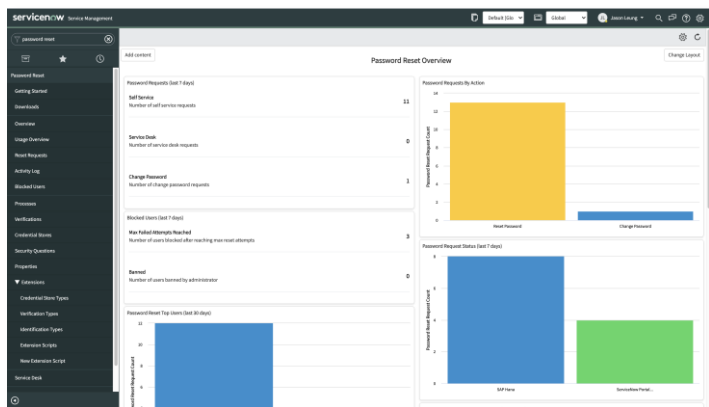 servicenow Service Management
Default (Glo
Global
Jason Leung
password reset
Password Reset
Getting Started
Downloads
Overview
Usage Overview
Reset Requests
Activity Log
Blocked Users
Processes
Verifications
Credential Stores
Security Questions
Properties
Extensions
Credential Store Types
Verification Types
Identification Types
Extension Scripts
New Extension Script
Service Desk
Add content
Password Reset Overview
Change Layout
Password Requests (last 7 days)
Self Service
Number of self service requests
11
Service Desk
Number of service desk requests
0
Change Password
Number of change password requests
1
Blocked Users (last 7 days)
Max Failed Attempts Reached
Number of users blocked after reaching max reset attempts
3
Banned
Number of users banned by administrator
0
Password Reset Top Users (last 30 days)
Password Reset Request Count
Password Requests By Action
Password Reset Request Count
14
Reset Password
Change Password
Password Request Status (last 7 days)
Password Reset Request Count
SAP Hana
ServiceNow Portal...